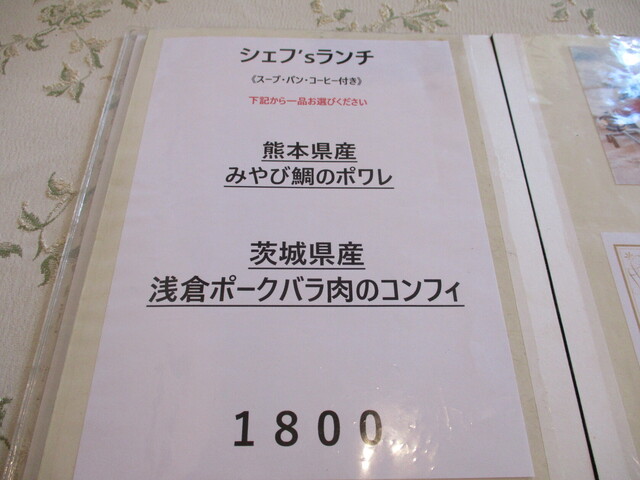 シェフ'sランチ
《スープ・パン・コーヒー付き》
下記から一品お選びください
熊本県産
みやび鯛のポワレ
茨城県産
浅倉ポークバラ肉のコンフィ
1800